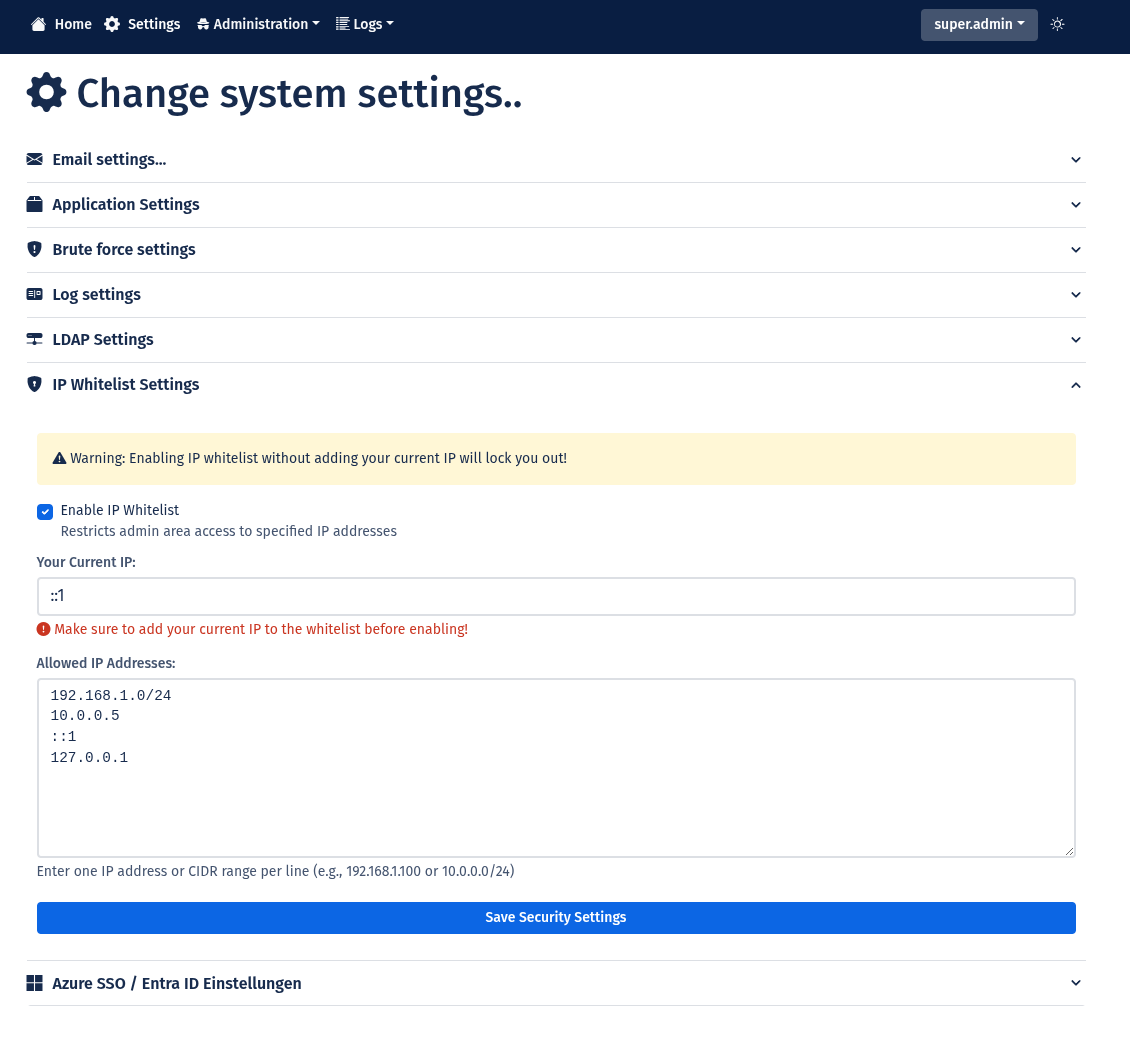 Home Settings Administration Logs super.admin
Change system settings..
Email settings...
Application Settings
Brute force settings
Log settings
LDAP Settings
IP Whitelist Settings
Warning: Enabling IP whitelist without adding your current IP will lock you out!
Enable IP Whitelist
Restricts admin area access to specified IP addresses
Your Current IP:
::1
Make sure to add your current IP to the whitelist before enabling!
Allowed IP Addresses:
192.168.1.0/24
10.0.0.5
::1
127.0.0.1
Enter one IP address or CIDR range per line (e.g., 192.168.1.100 or 10.0.0.0/24)
Save Security Settings
Azure SSO / Entra ID Einstellungen